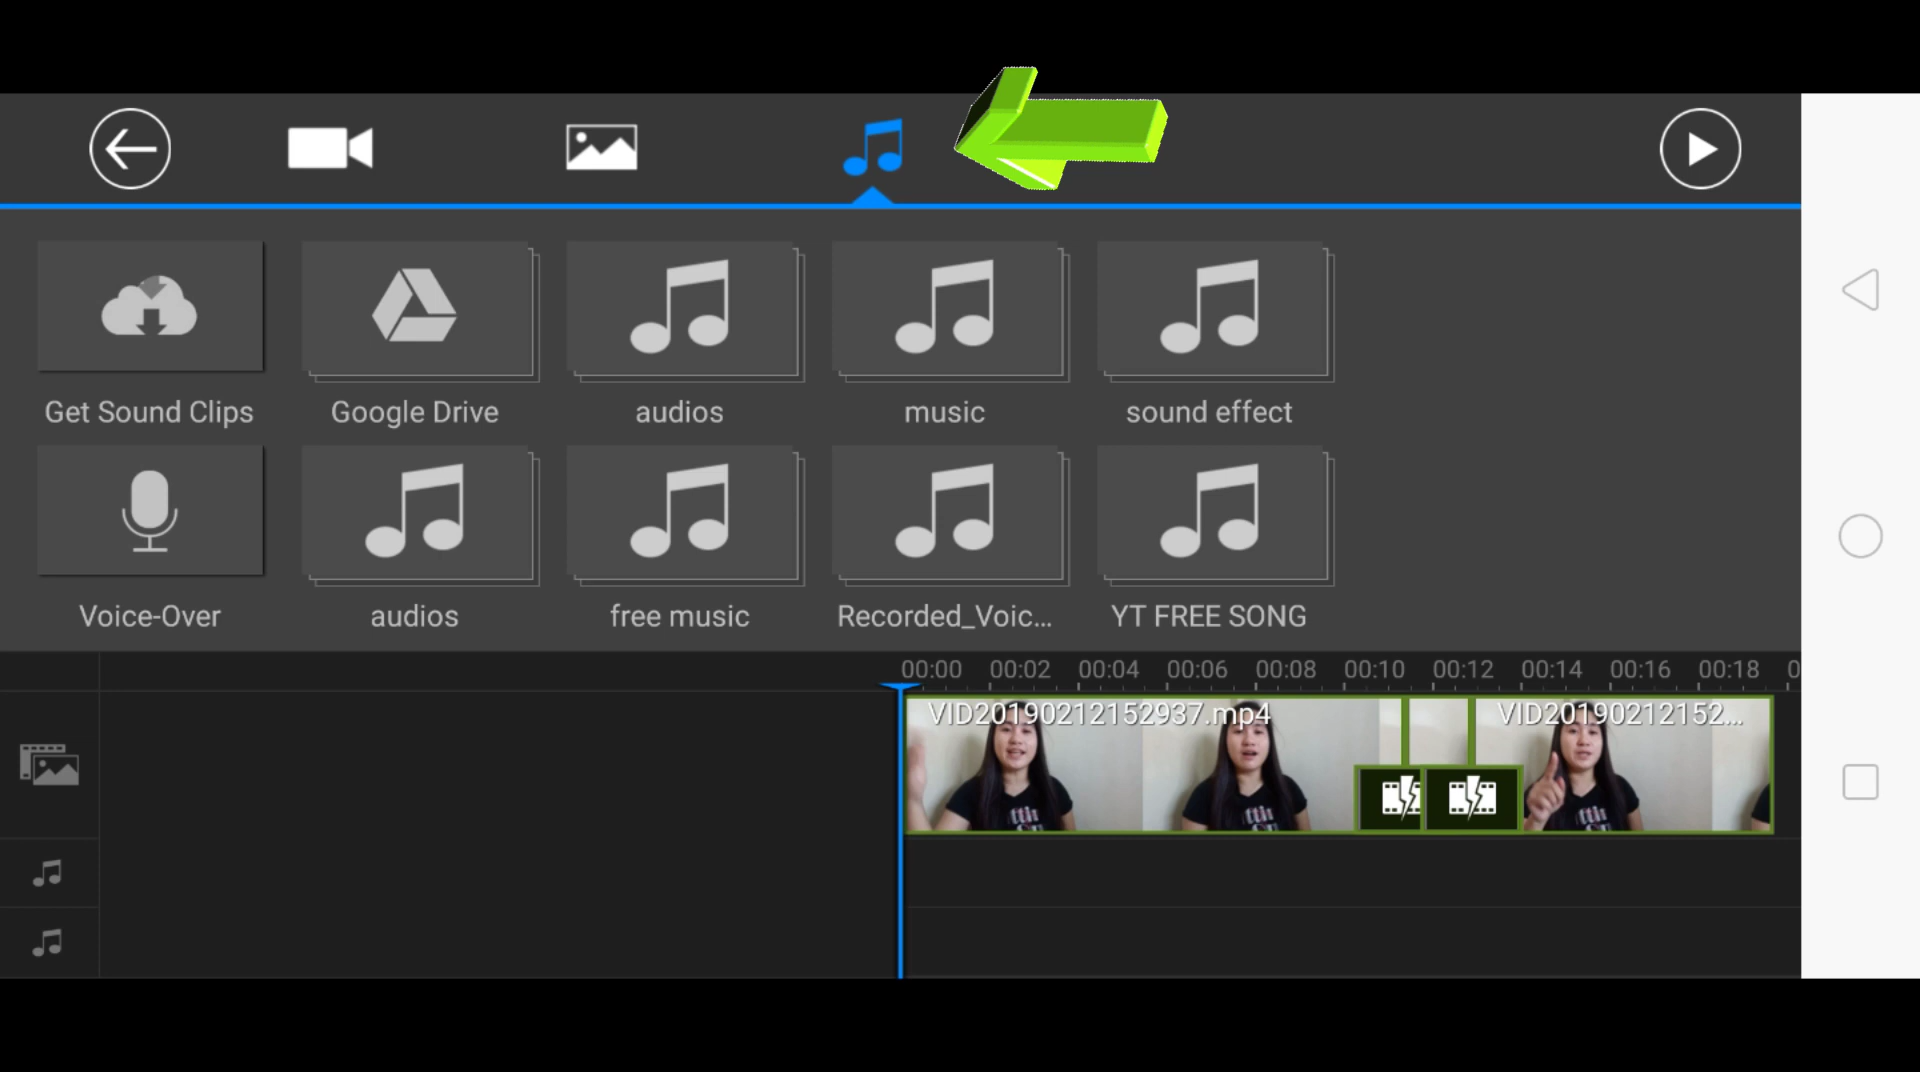 Get Sound Clips
Google Drive
audios
music
sound effect
Voice-Over
audios
free music
Recorded_Voic...
YT FREE SONG
00:00 00:02 00:04 00:06 00:08 00:10 00:12 00:14 00:16 00:18 0
VID20190212152937.mp4
VID20190212152...